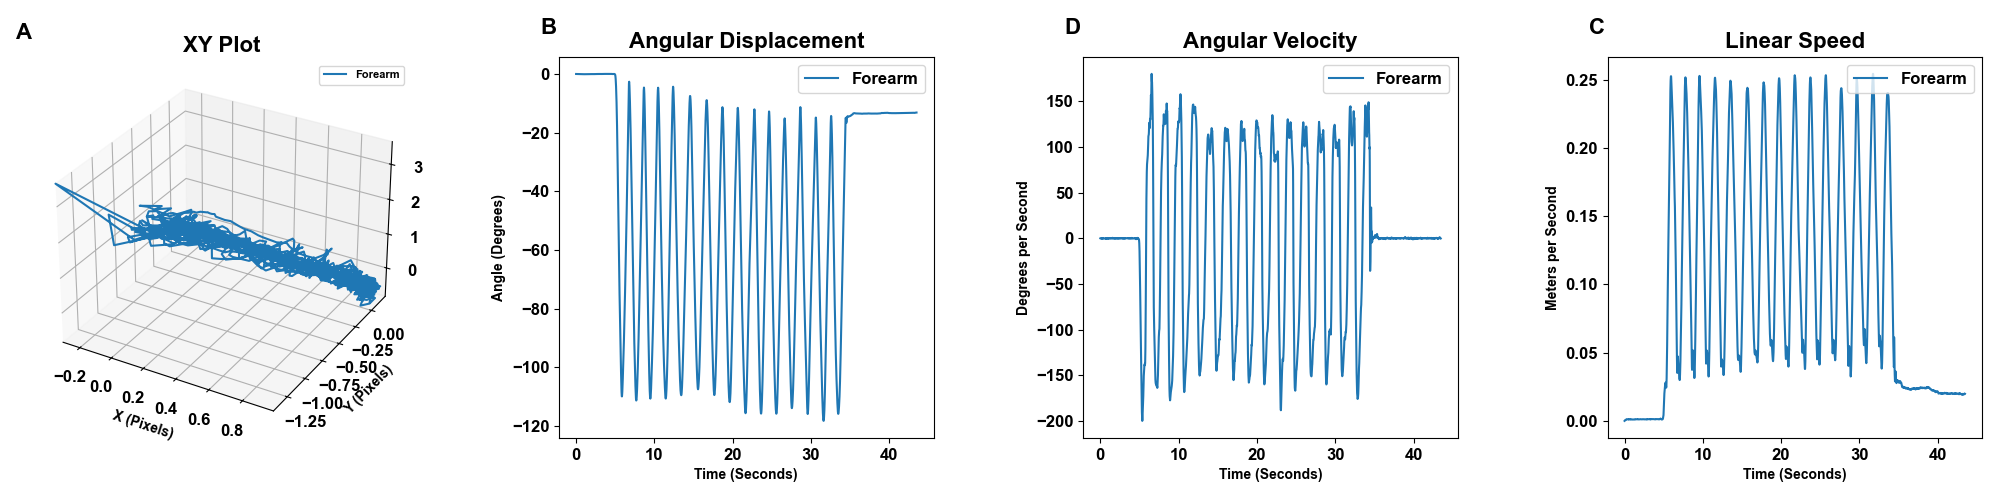 A
XY Plot
Forearm
3
2
1
0
0.00
−0.25
−0.50
−0.75
−1.00
−1.25
Y (Pixels)
−0.2
0.0
0.2
0.4
0.6
0.8
X (Pixels)
B
Angular Displacement
Forearm
0
−20
−40
−60
−80
−100
−120
Angle (Degrees)
0 10 20 30 40
Time (Seconds)
D
Angular Velocity
Forearm
150
100
50
0
−50
−100
−150
−200
Degrees per Second
0 10 20 30 40
Time (Seconds)
C
Linear Speed
Forearm
0.25
0.20
0.15
0.10
0.05
0.00
Meters per Second
0 10 20 30 40
Time (Seconds)